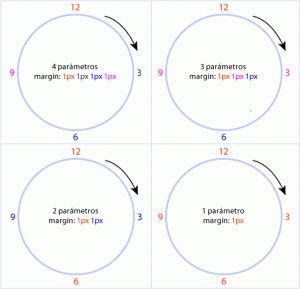 12
4 parámetros
9 margin: 1px 1px 1px 1px 3
6
12
3 parámetros
9 margin: 1px 1px 1px 3
6
12
2 parámetros
9 margin: 1px 1px 3
6
12
1 parámetro
9 margin: 1px 3
6